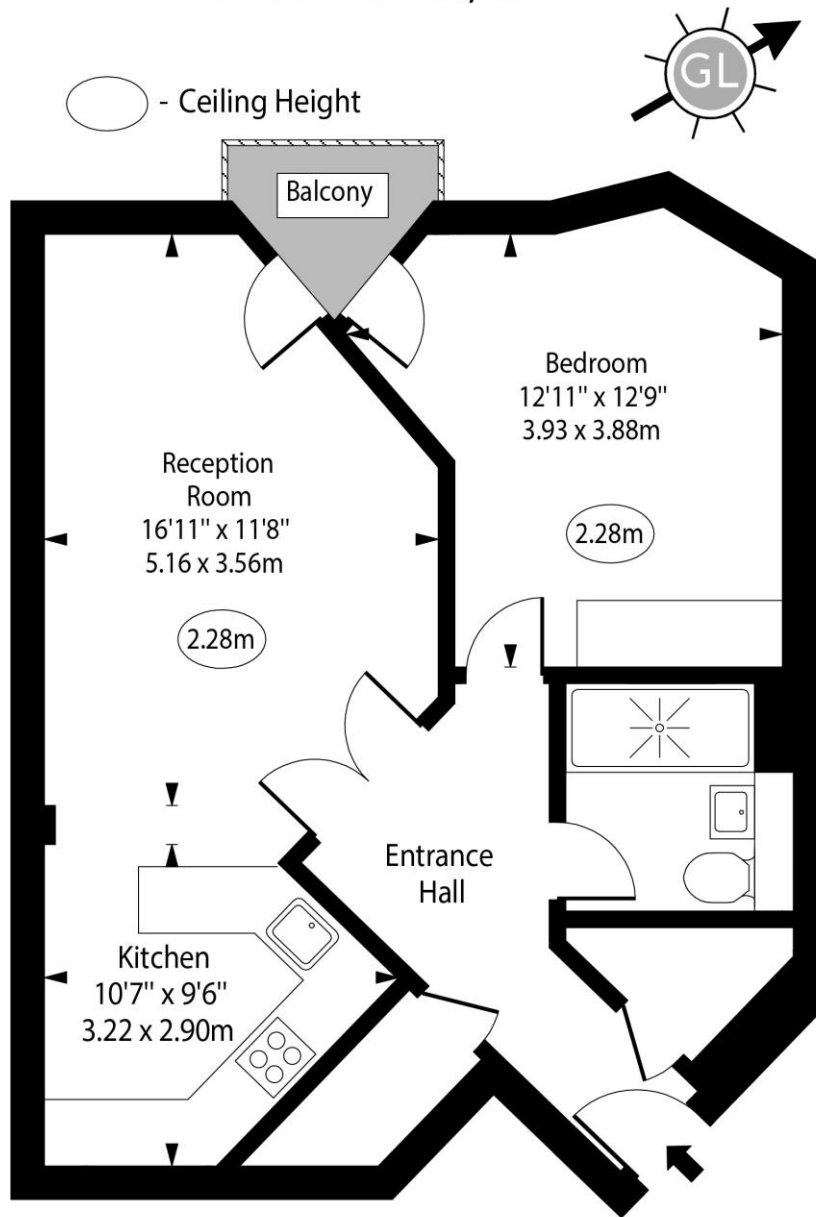 GL
- Ceiling Height
Balcony
Bedroom
12'11" x 12'9"
3.93 x 3.88m
2.28m
Reception
Room
16'11" x 11'8"
5.16 x 3.56m
2.28m
Entrance
Hall
Kitchen
10'7" x 9'6"
3.22 x 2.90m